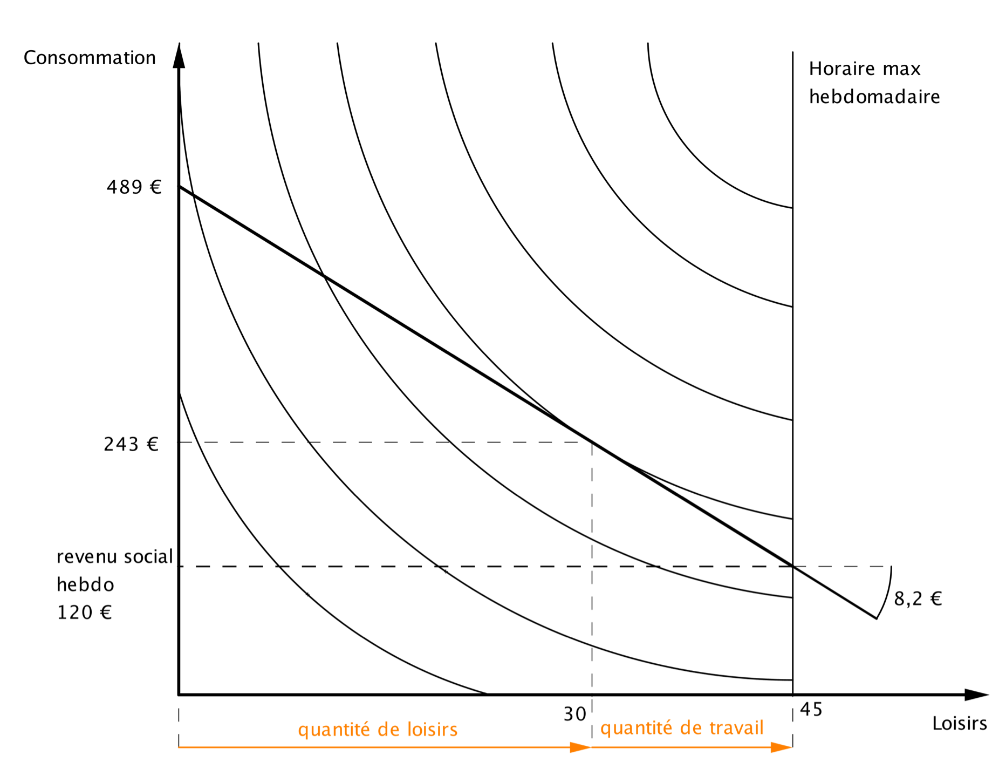 Consommation
Horaire max
hebdomadaire
489 €
243 €
revenu social
hebdo
120 €
8,2 €
30
45
Loisirs
quantité de loisirs
quantité de travail